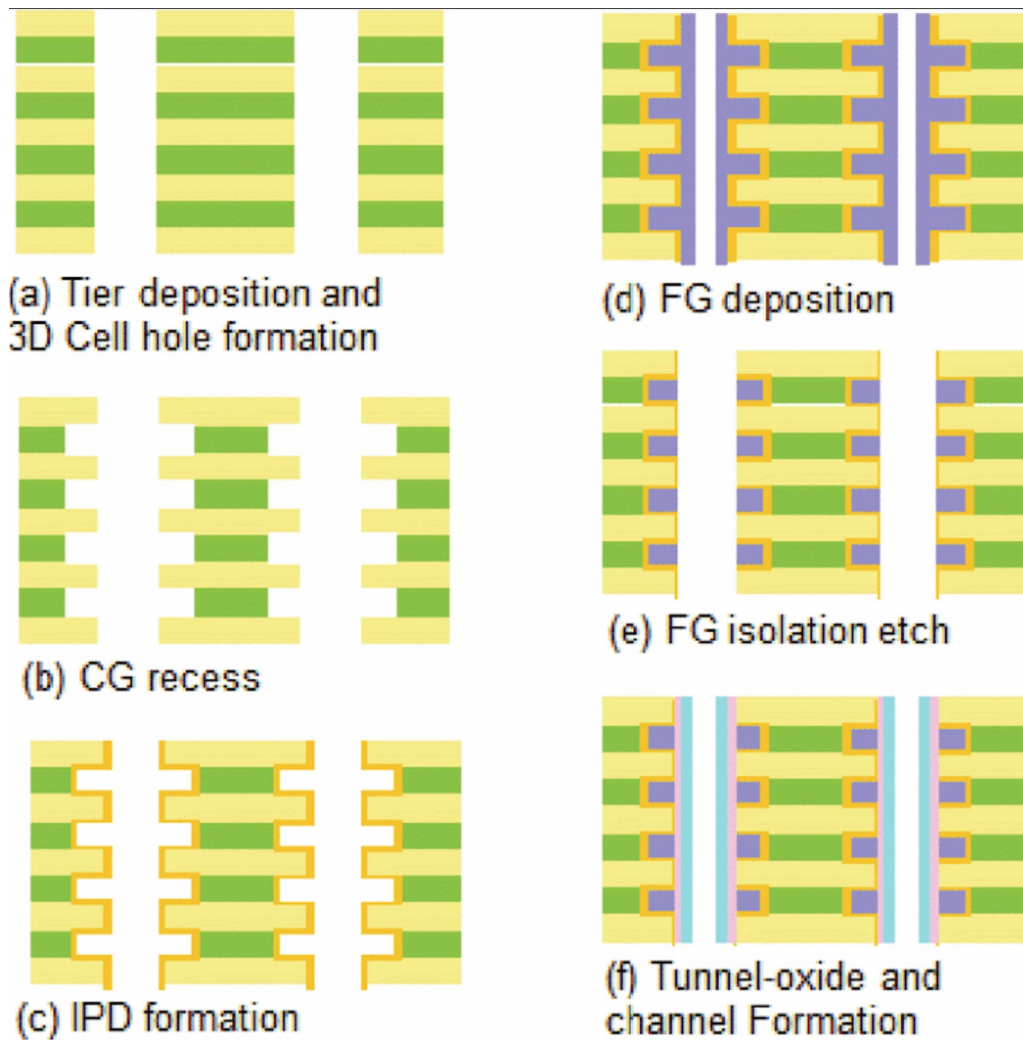 (a) Tier deposition and
3D Cell hole formation
(b) CG recess
(c) IPD formation
(d) FG deposition
(e) FG isolation etch
(f) Tunnel-oxide and
channel Formation